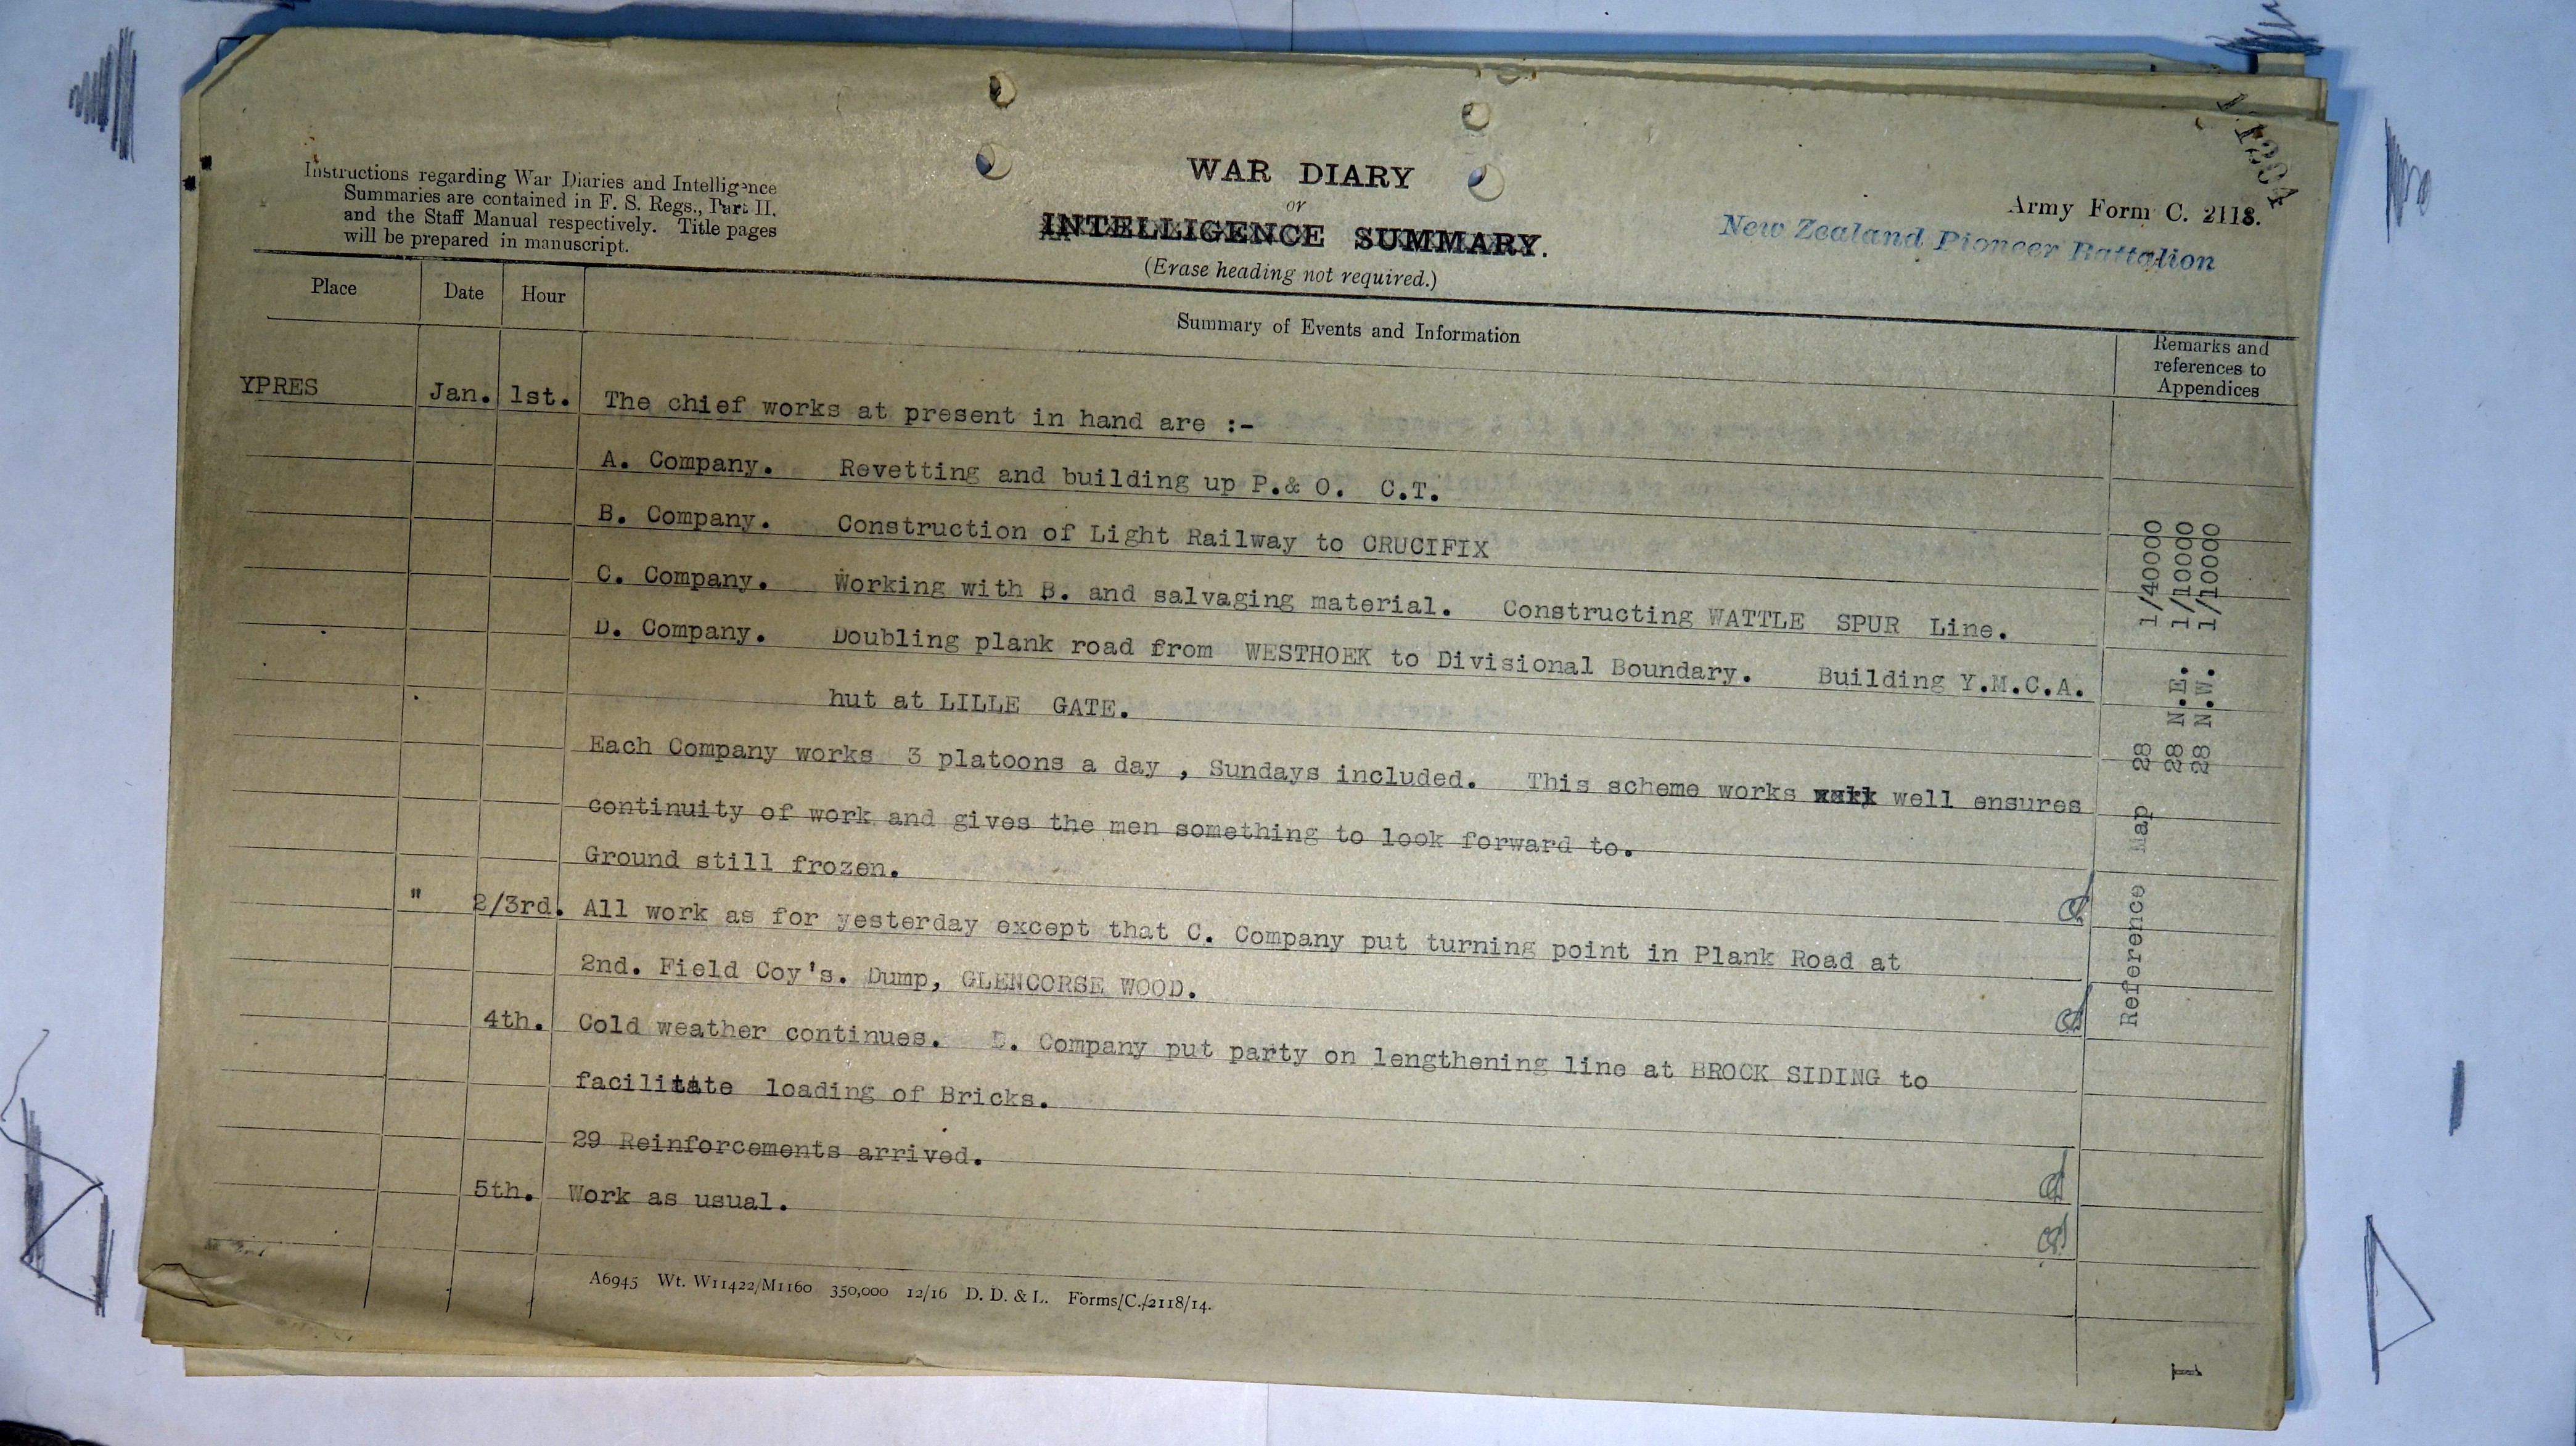 Instructions regarding War Diaries and Intelligence
Summaries are contained in F. S. Regs., Part II.
and the Staff Manual respectively. Title pages
will be prepared in manuscript.
WAR DIARY
or
INTELLIGENCE SUMMARY.
(Erase heading not required.)
Army Form C. 2118.
New Zealand Pioneer Battalion
Place Date Hour Summary of Events and Information
Remarks and
references to
Appendices
YPRES Jan. 1st. The chief works at present in hand are :-
A. Company. Revetting and building up P.& O. C.T.
B. Company. Construction of Light Railway to CRUCIFIX
C. Company. Working with B. and salvaging material. Constructing WATTLE SPUR Line.
D. Company. Doubling plank road from WESTHOEK to Divisional Boundary. Building Y.M.C.A.
hut at LILLE GATE.
Each Company works 3 platoons a day , Sundays included. This scheme works well ensures
continuity of work and gives the men something to look forward to.
Ground still frozen.
" 2/3rd. All work as for yesterday except that C. Company put turning point in Plank Road at
2nd. Field Coy's. Dump, GLENCORSE WOOD.
4th. Cold weather continues. D. Company put party on lengthening line at BROCK SIDING to
facilitate loading of Bricks.
29 Reinforcements arrived.
5th. Work as usual.
Reference Map 28 1/40000
28 N.E. 1/10000
28 N.W. 1/10000
A6945 Wt. W11422/M1160 350,000 12/16 D. D. & L. Forms/C./2118/14.
1